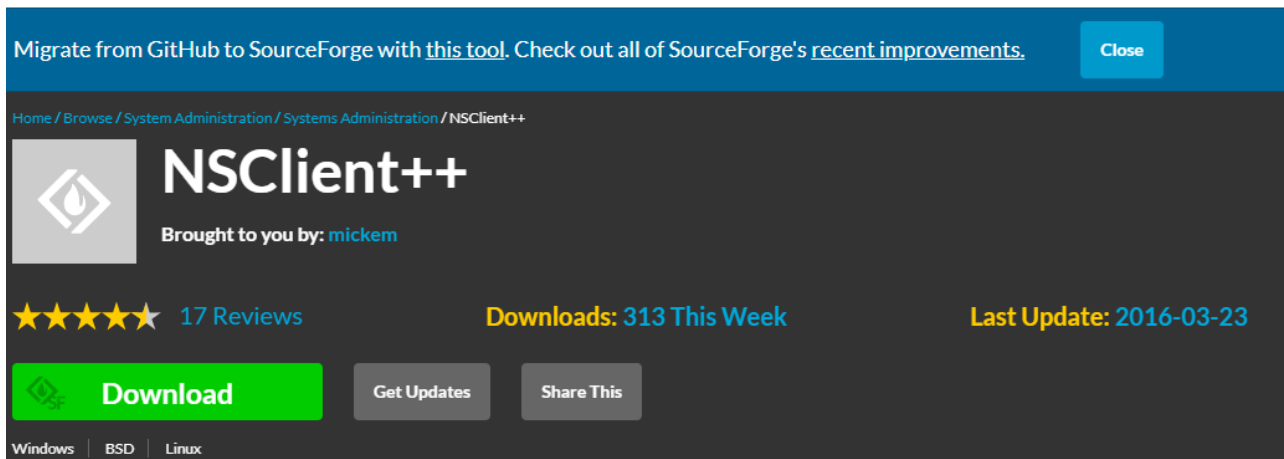 Migrate from GitHub to SourceForge with this tool. Check out all of SourceForge's recent improvements. Close
Home / Browse / System Administration / Systems Administration / NSClient++
NSClient++
Brought to you by: mickem
17 Reviews Downloads: 313 This Week Last Update: 2016-03-23
SF Download Get Updates Share This
Windows BSD Linux